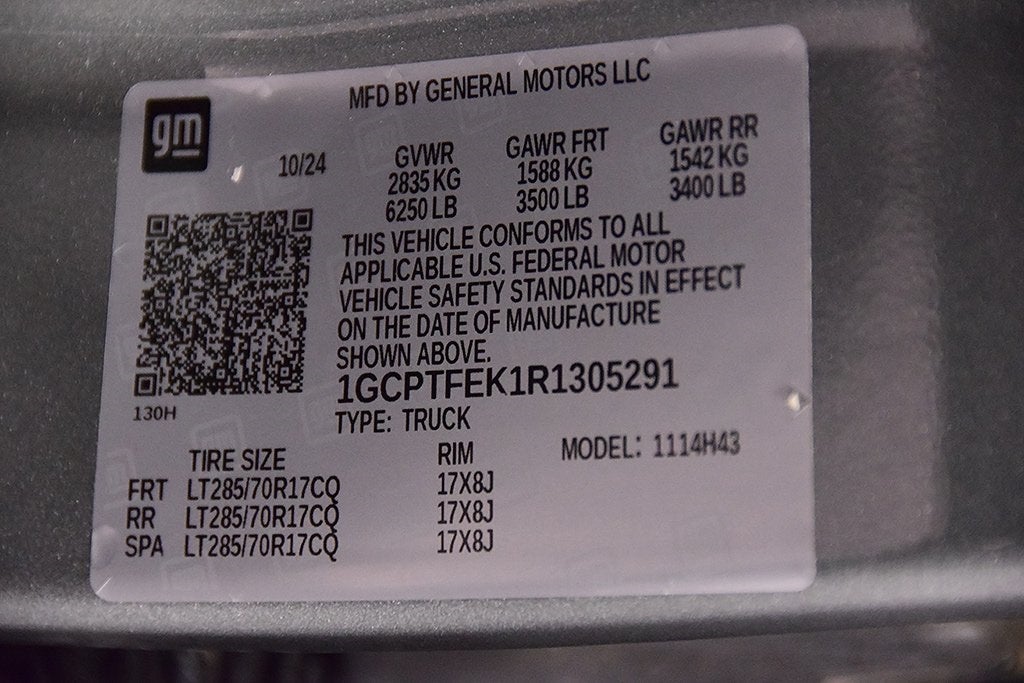 MFD BY GENERAL MOTORS LLC
gm
10/24
GVWR GAWR FRT GAWR RR
2835 KG 1588 KG 1542 KG
6250 LB 3500 LB 3400 LB
THIS VEHICLE CONFORMS TO ALL
APPLICABLE U.S. FEDERAL MOTOR
VEHICLE SAFETY STANDARDS IN EFFECT
ON THE DATE OF MANUFACTURE
SHOWN ABOVE.
1GCPTFEK1R1305291
130H
TYPE: TRUCK
MODEL: 1114H43
TIRE SIZE RIM
FRT LT285/70R17CQ 17X8J
RR LT285/70R17CQ 17X8J
SPA LT285/70R17CQ 17X8J